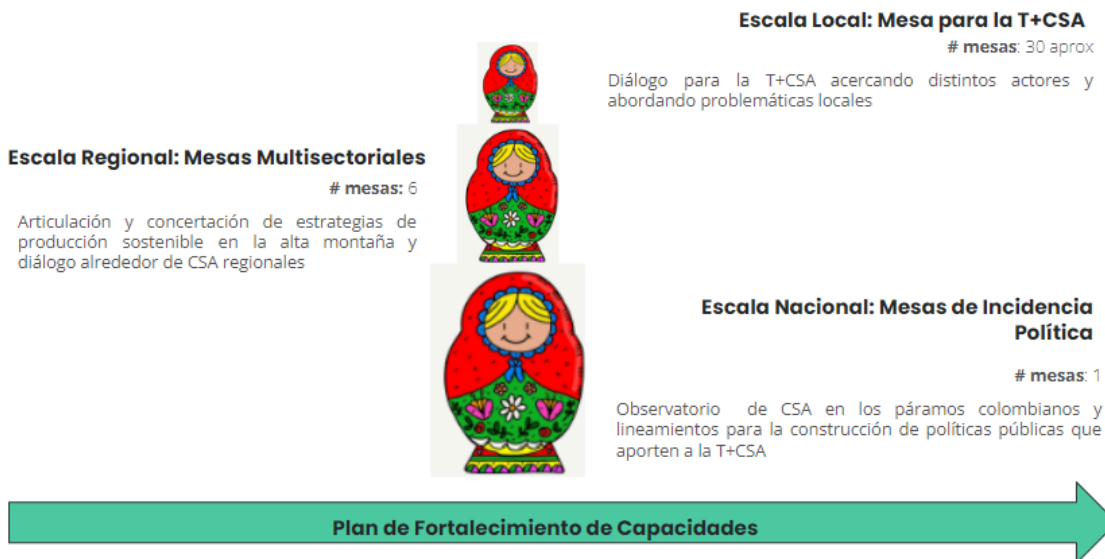 Escala Local: Mesa para la T+CSA
# mesas: 30 aprox
Diálogo para la T+CSA acercando distintos actores y
abordando problemáticas locales
Escala Regional: Mesas Multisectoriales
# mesas: 6
Articulación y concertación de estrategias de
producción sostenible en la alta montaña y
diálogo alrededor de CSA regionales
Escala Nacional: Mesas de Incidencia
Política
# mesas: 1
Observatorio de CSA en los páramos colombianos y
lineamientos para la construcción de políticas públicas que
aporten a la T+CSA
Plan de Fortalecimiento de Capacidades